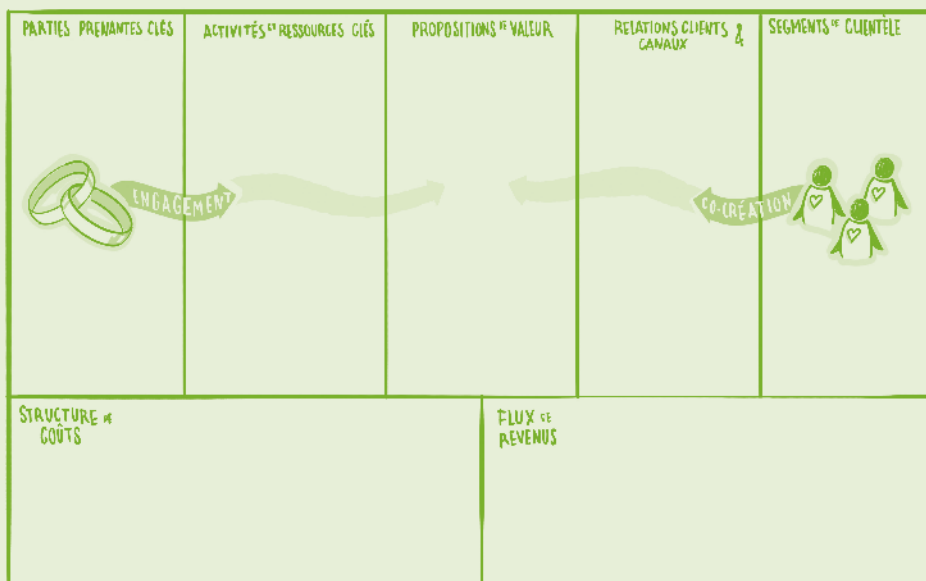 PARTIES PRENANTES CLÉS
ACTIVITÉS ET RESSOURCES CLÉS
PROPOSITIONS DE VALEUR
RELATIONS CLIENTS &
CANAUX
SEGMENTS DE CLIENTÈLE
ENGAGEMENT
CO-CRÉATION
STRUCTURE DE
COÛTS
FLUX DE
REVENUS